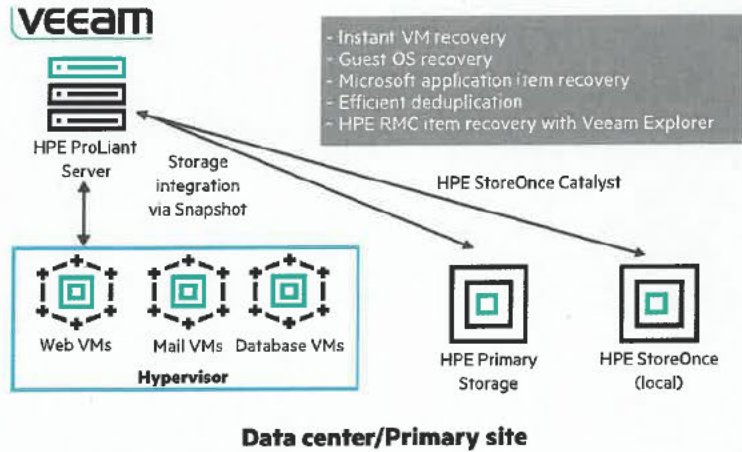 veeam
- Instant VM recovery
- Guest OS recovery
- Microsoft application item recovery
- Efficient deduplication
- HPE RMC item recovery with Veeam Explorer
HPE ProLiant
Server
Storage
integration
via Snapshot
HPE StoreOnce Catalyst
Web VMs
Mail VMs
Database VMs
Hypervisor
HPE Primary
Storage
HPE StoreOnce
(local)
Data center/Primary site